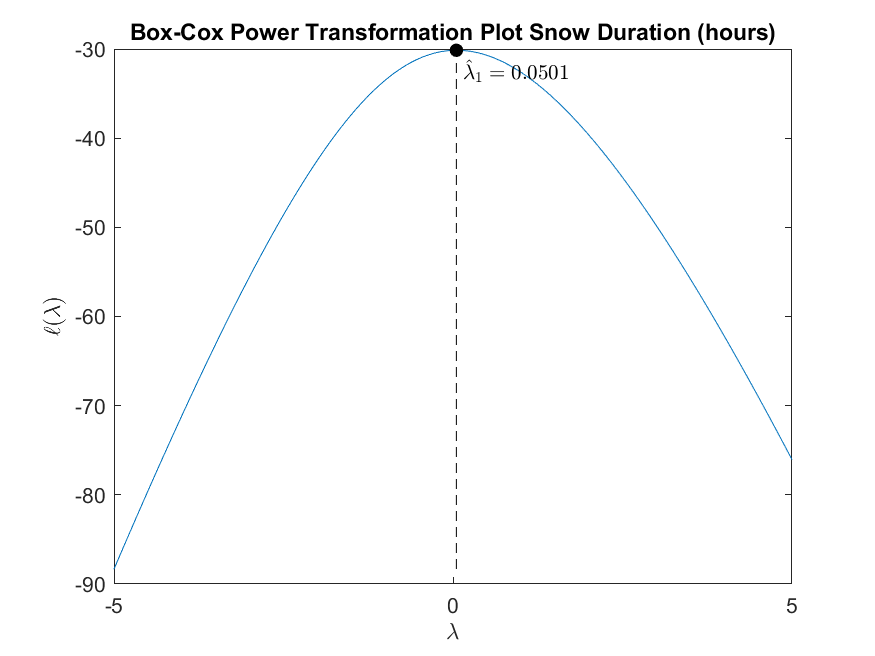 Box-Cox Power Transformation Plot Snow Duration (hours)
-30
λ̂₁ = 0.0501
-40
-50
ℓ(λ)
-60
-70
-80
-90
-5 0 5
λ